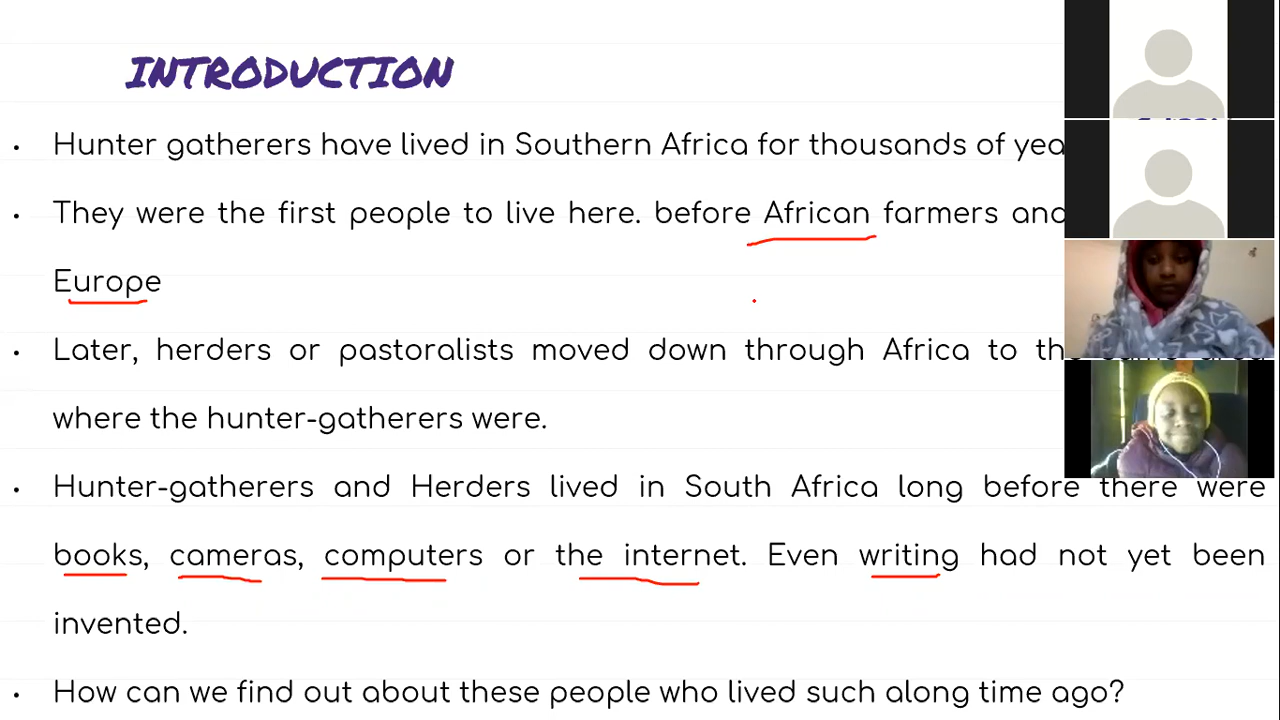 INTRODUCTION
• Hunter gatherers have lived in Southern Africa for thousands of
• They were the first people to live here. before African farmers and
Europe
• Later, herders or pastoralists moved down through Africa to the same area
where the hunter-gatherers were.
• Hunter-gatherers and Herders lived in South Africa long before there were
books, cameras, computers or the internet. Even writing had not yet been
invented.
• How can we find out about these people who lived such along time ago?